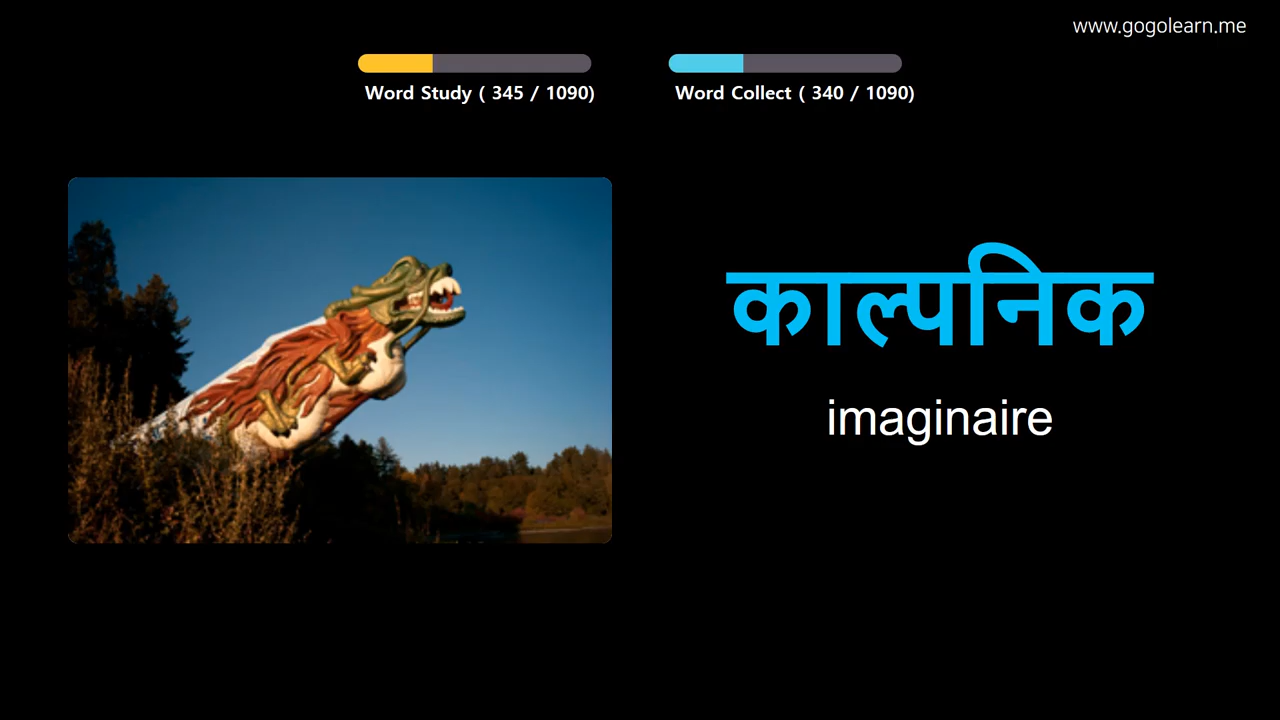 www.gogolearn.me
Word Study ( 345 / 1090)
Word Collect ( 340 / 1090)
काल्पनिक
imaginaire